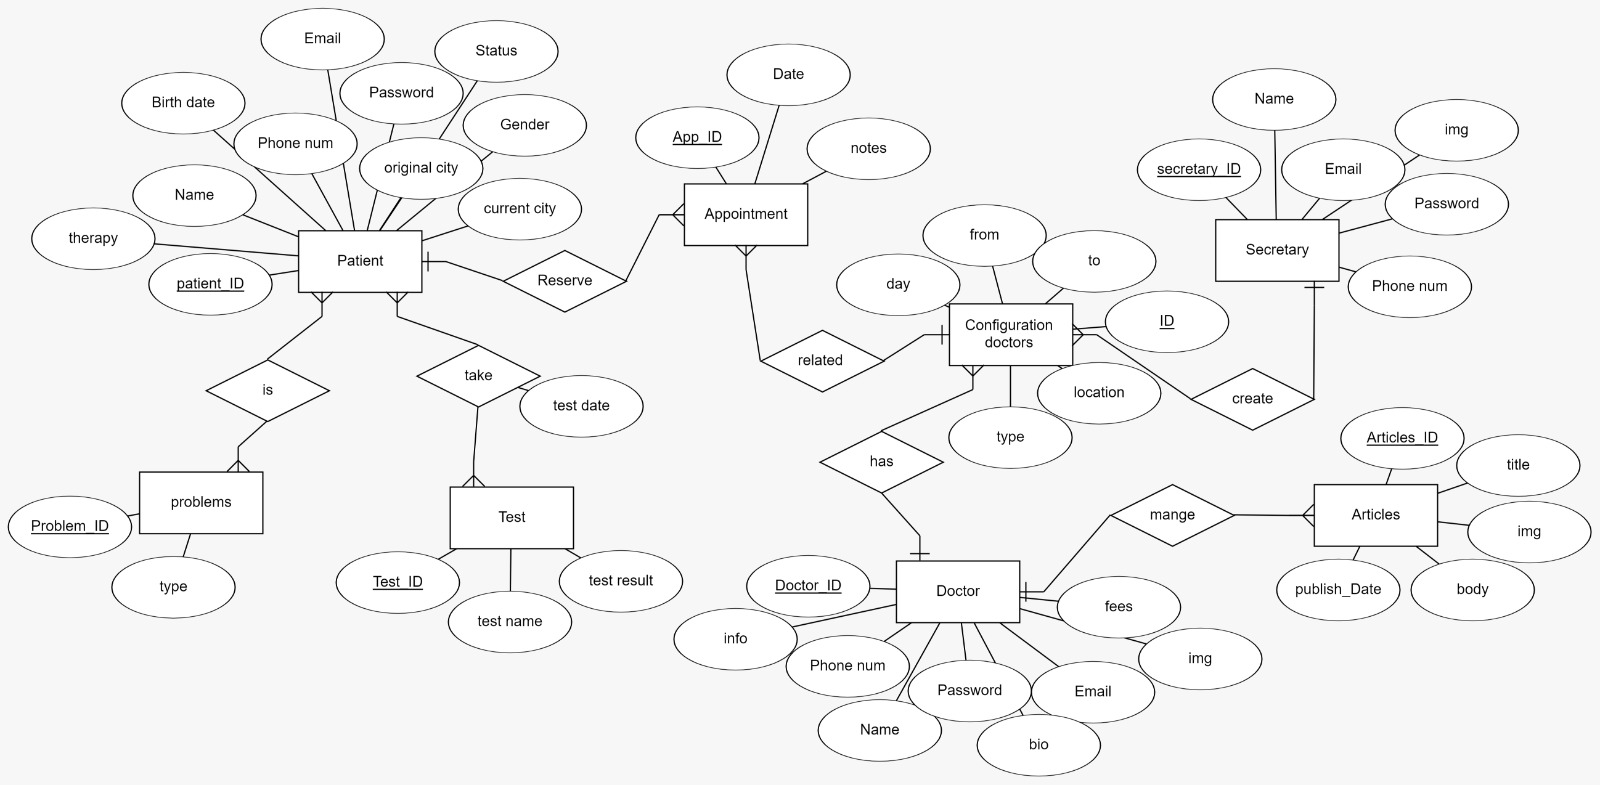 Email
Status
Date
Password
Birth date
Name
Gender
img
App_ID
Phone num
notes
original city
secretary_ID
Email
Name
current city
Password
Appointment
therapy
from
Secretary
Patient
to
patient_ID
Reserve
day
Phone num
ID
Configuration
doctors
related
take
is
location
create
test date
type
Articles_ID
has
title
problems
Test
mange
Articles
Problem_ID
img
Test_ID
test result
type
Doctor_ID
Doctor
publish_Date
body
fees
test name
info
Phone num
img
Password
Email
Name
bio